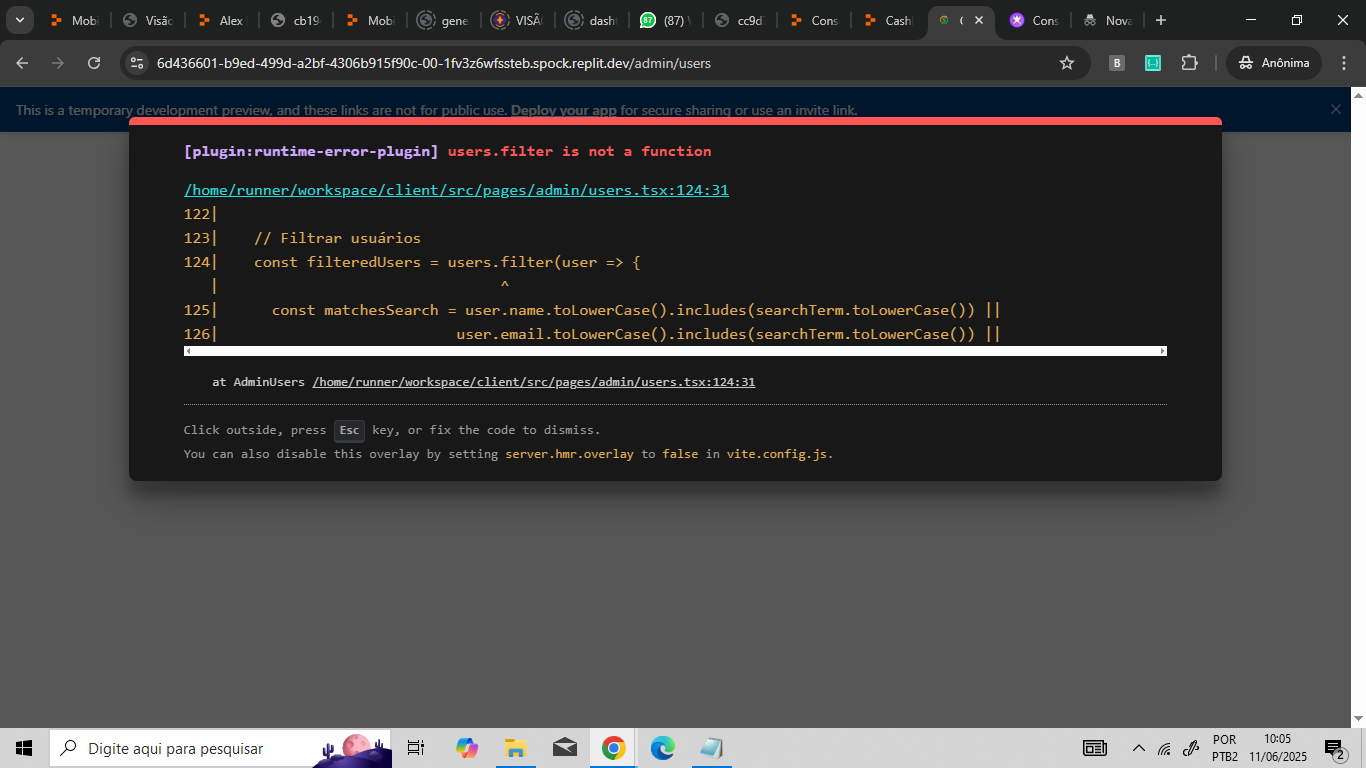 Mobi
Visão
Alex
cb19
Mobi
gene
VISÃ
dash
87
(87)
cc9d
Cons
Cash
Cons
Nova
6d436601-b9ed-499d-a2bf-4306b915f90c-00-1fv3z6wfssteb.spock.replit.dev/admin/users
B
Anônima
This is a temporary development preview, and these links are not for public use. Deploy your app for secure sharing or use an invite link.
[plugin:runtime-error-plugin] users.filter is not a function
/home/runner/workspace/client/src/pages/admin/users.tsx:124:31
122|
123|    // Filtrar usuários
124|    const filteredUsers = users.filter(user => {
|                                ^
125|      const matchesSearch = user.name.toLowerCase().includes(searchTerm.toLowerCase()) ||
126|                           user.email.toLowerCase().includes(searchTerm.toLowerCase()) ||
at AdminUsers /home/runner/workspace/client/src/pages/admin/users.tsx:124:31
Click outside, press Esc key, or fix the code to dismiss.
You can also disable this overlay by setting server.hmr.overlay to false in vite.config.js.
Digite aqui para pesquisar
POR
PTB2
10:05
11/06/2025
2